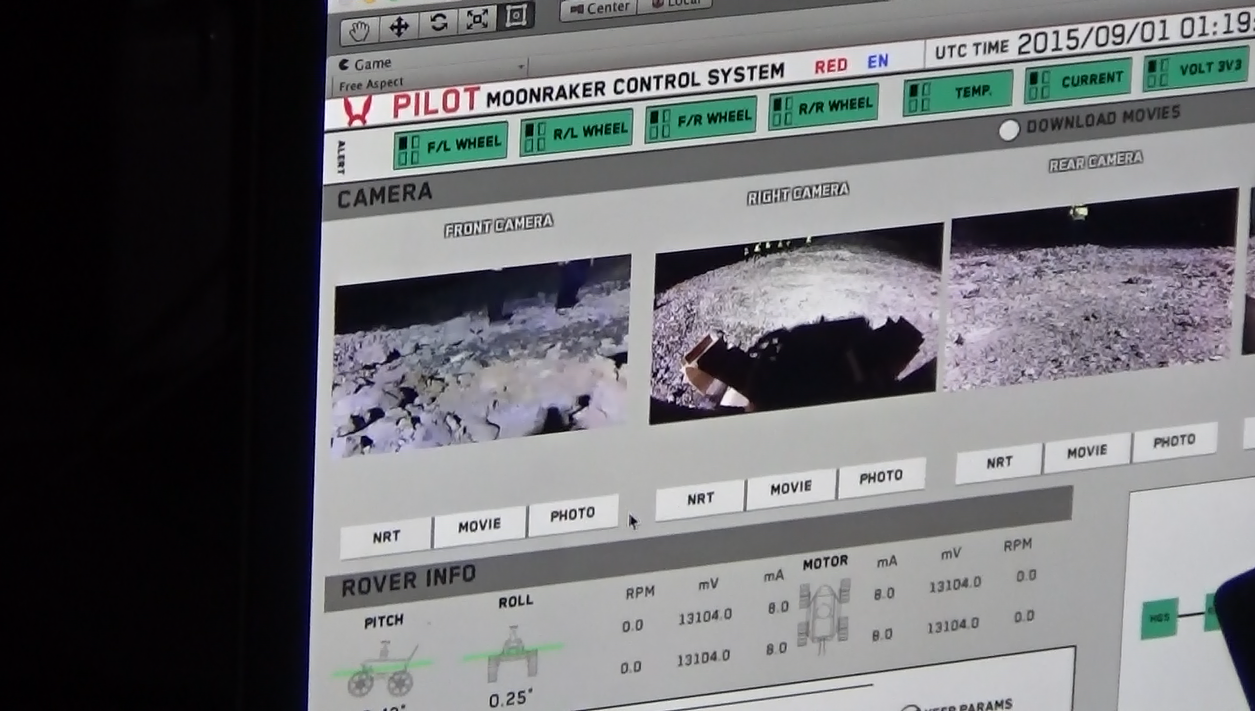 Center Local
Game
Free Aspect
PILOT MOONRAKER CONTROL SYSTEM RED EN UTC TIME 2015/09/01 01:19:
ALERT F/L WHEEL R/L WHEEL F/R WHEEL R/R WHEEL TEMP. CURRENT VOLT 3V3
DOWNLOAD MOVIES
CAMERA
FRONT CAMERA RIGHT CAMERA REAR CAMERA
NRT MOVIE PHOTO NRT MOVIE PHOTO NRT MOVIE PHOTO
ROVER INFO
PITCH ROLL RPM mV mA MOTOR mA mV RPM
0.0 13104.0 8.0 8.0 13104.0 0.0
0.0 13104.0 8.0 8.0 13104.0 0.0
0.25°
HGS
PARAMS